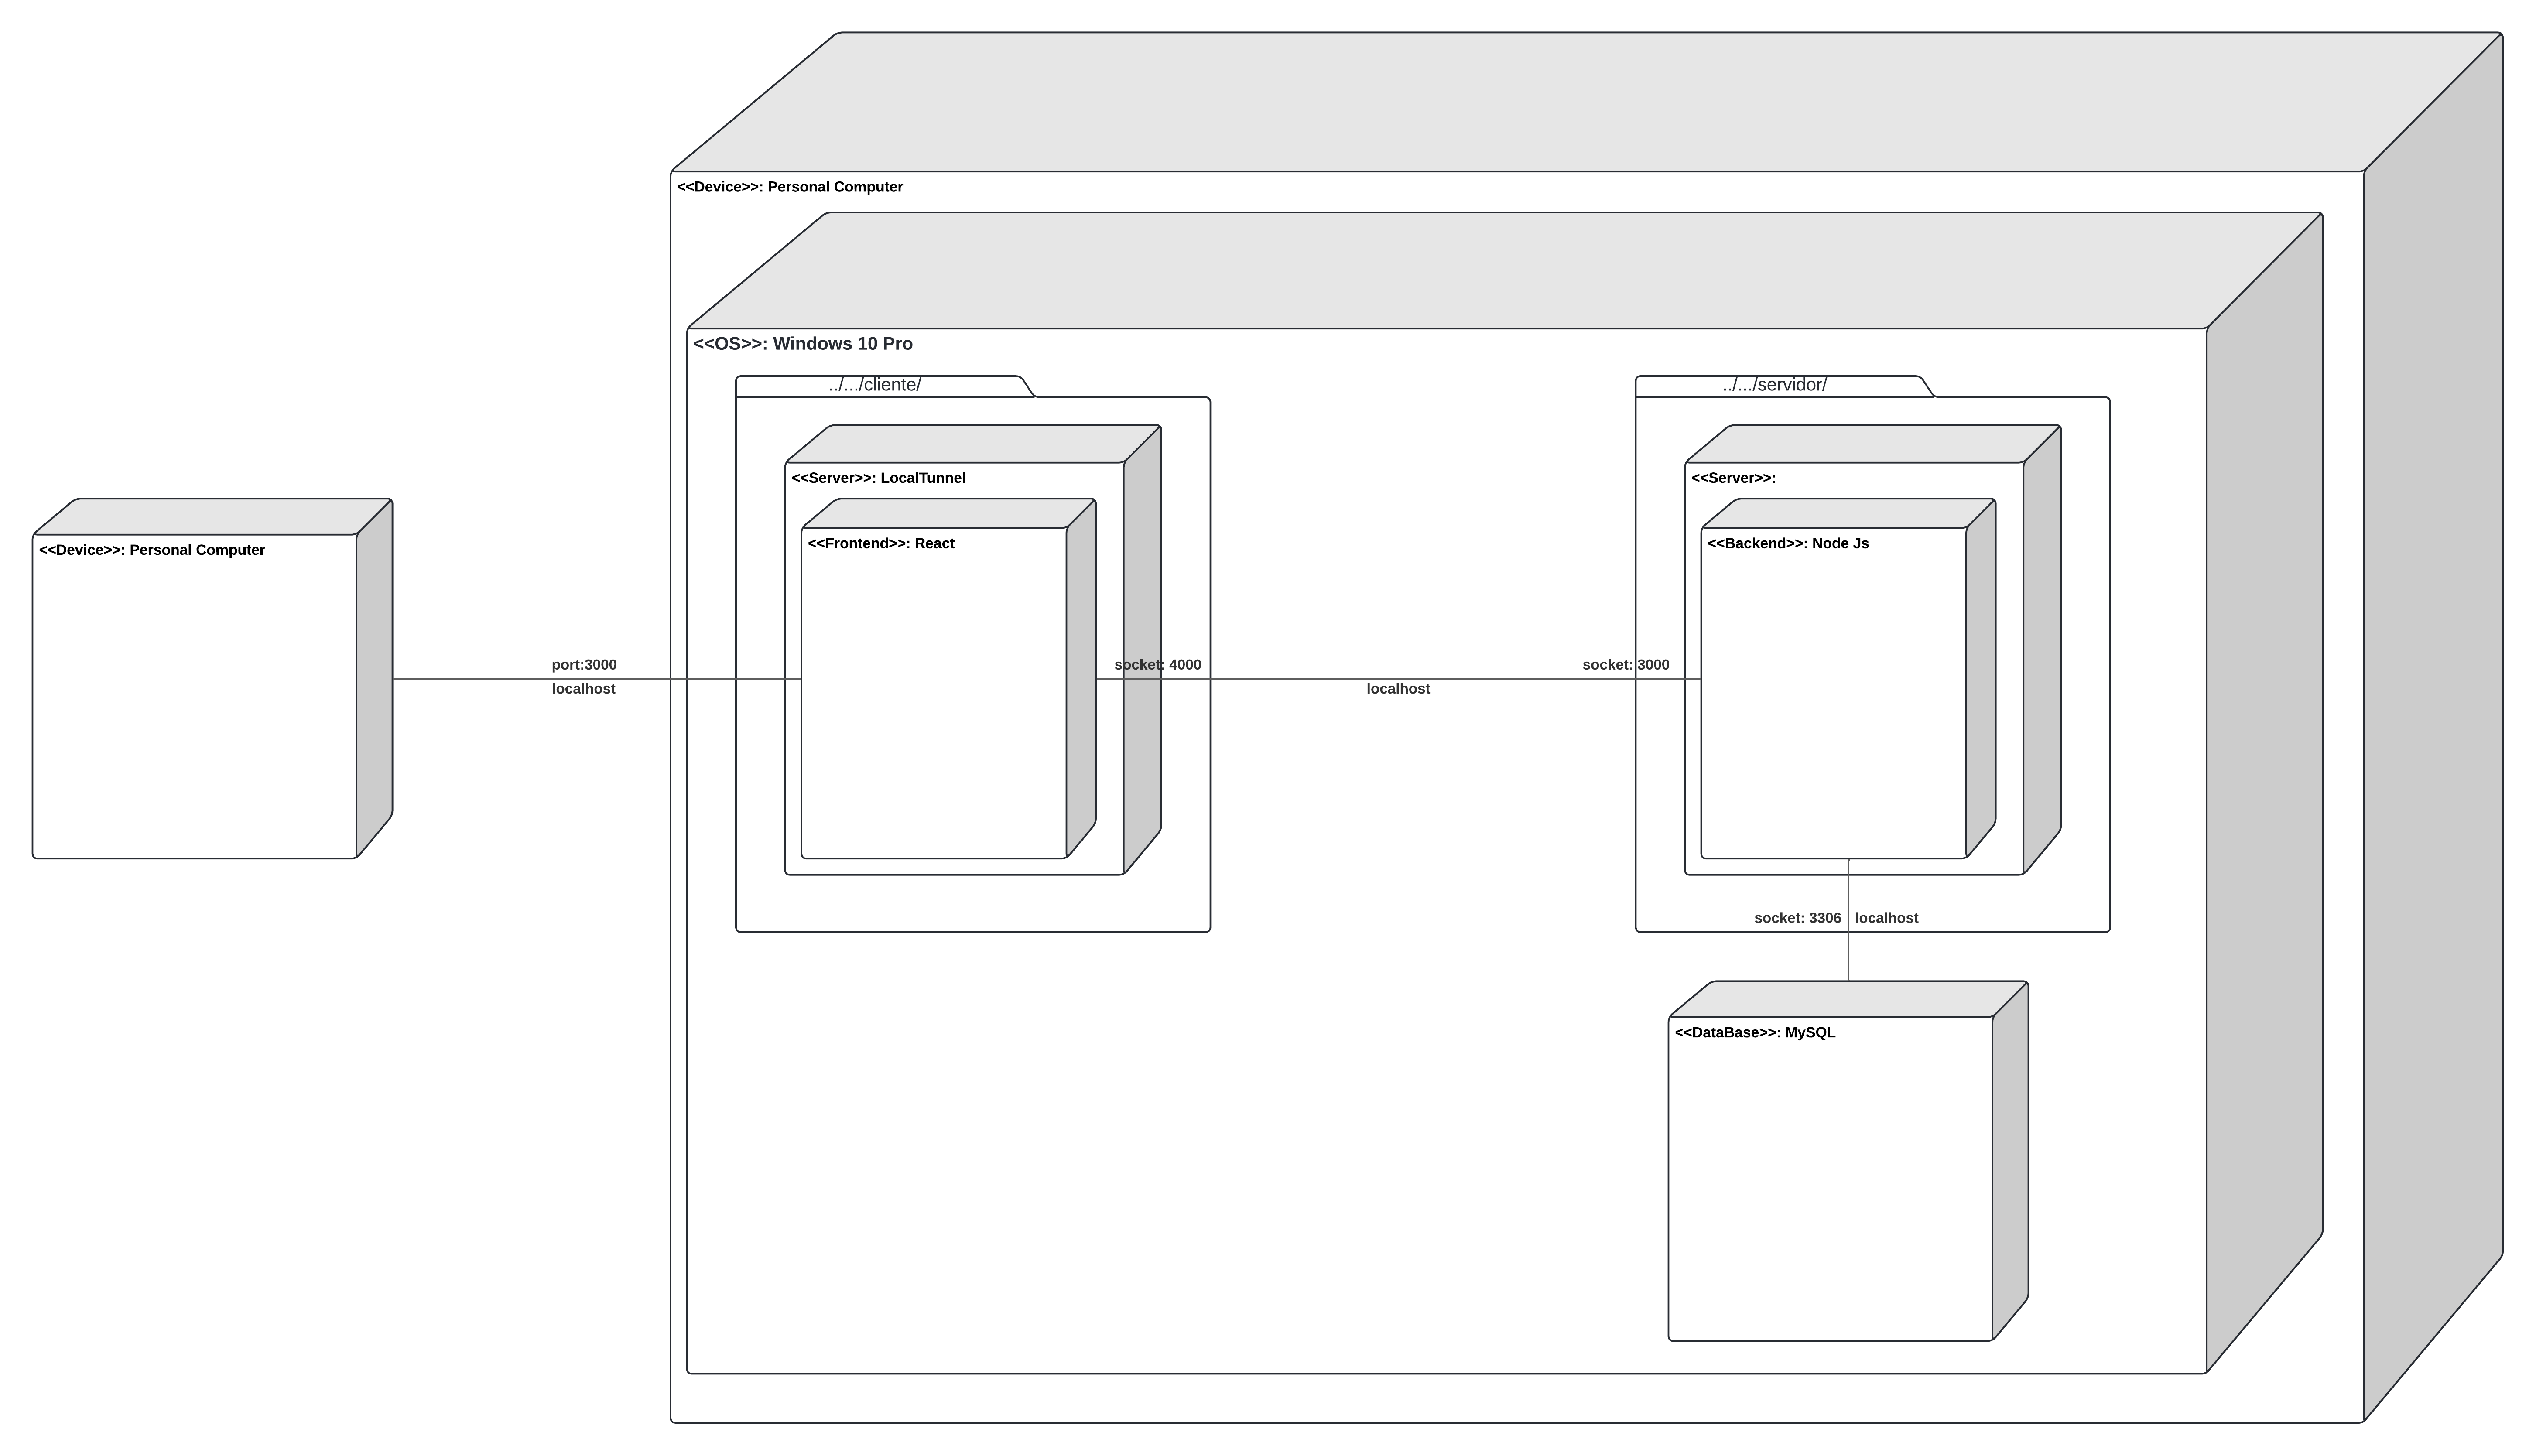 <<Device>>: Personal Computer
<<OS>>: Windows 10 Pro
../.../cliente/
../.../servidor/
<<Server>>: LocalTunnel
<<Server>>:
<<Frontend>>: React
<<Backend>>: Node Js
<<Device>>: Personal Computer
port:3000
localhost
socket: 4000
localhost
socket: 3000
socket: 3306
localhost
<<DataBase>>: MySQL